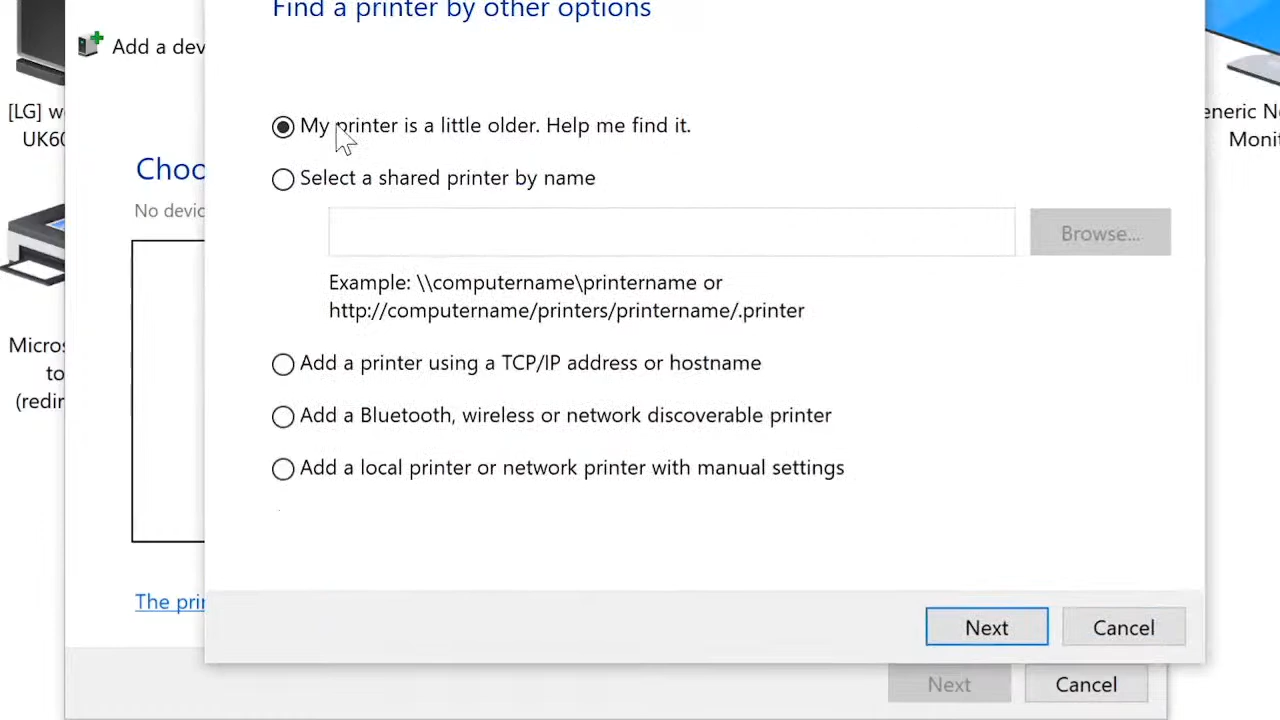 Find a printer by other options
Add a dev
[LG] w
UK60
eneric N
Monit
My printer is a little older. Help me find it.
Choo
Select a shared printer by name
No devic
Browse...
Example: \\computername\printername or
http://computername/printers/printername/.printer
Micros
to
(redir
Add a printer using a TCP/IP address or hostname
Add a Bluetooth, wireless or network discoverable printer
Add a local printer or network printer with manual settings
The prin
Next
Cancel
Next
Cancel